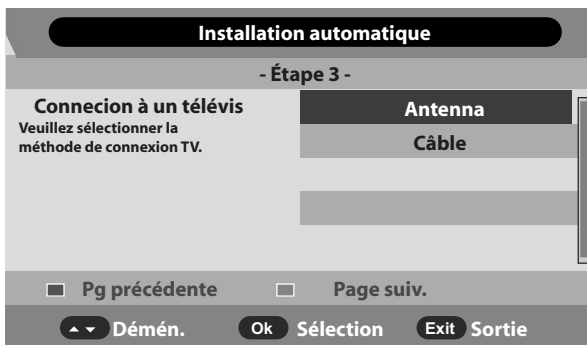 Installation automatique
- Étape 3 -
Connecion à un télévis
Veuillez sélectionner la
méthode de connexion TV.
Antenna
Câble
Pg précédente Page suiv.
Démén. Ok Sélection Exit Sortie